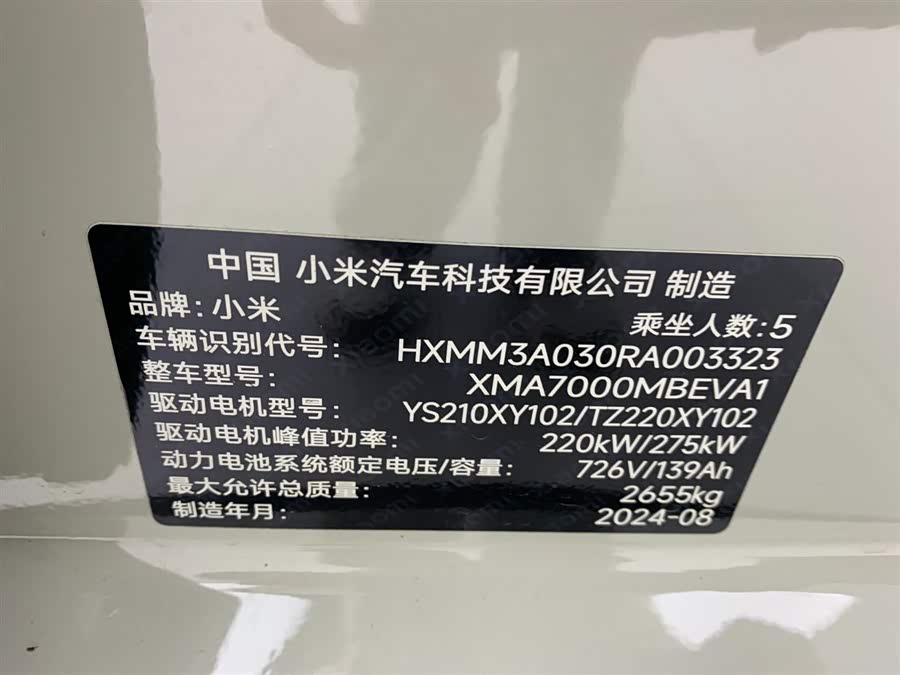 中国 小米汽车科技有限公司 制造
品牌: 小米 乘坐人数: 5
车辆识别代号: HXMM3A030RA003323
整车型号: XMA7000MBEVA1
驱动电机型号: YS210XY102/TZ220XY102
驱动电机峰值功率: 220kW/275kW
动力电池系统额定电压/容量: 726V/139Ah
最大允许总质量: 2655kg
制造年月: 2024-08